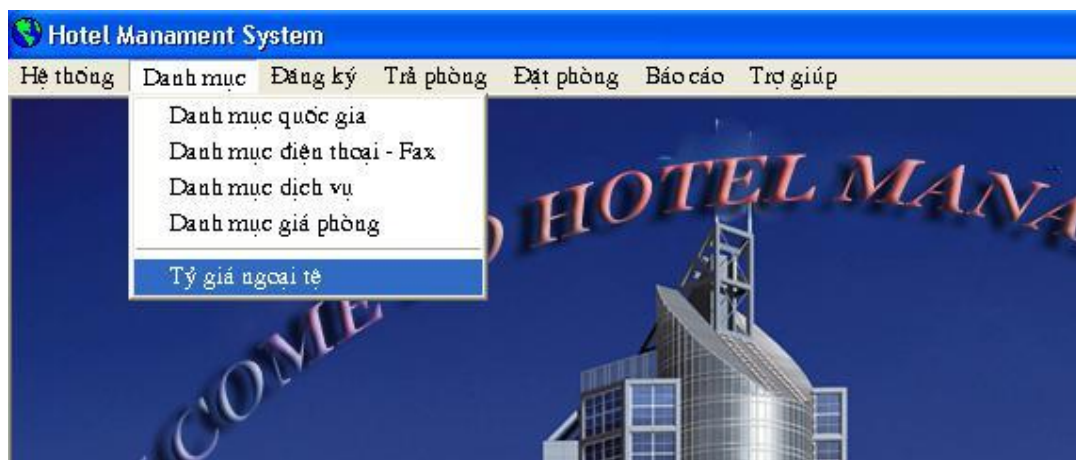 Hotel Manament System
Hệ thống Danh mục Đăng ký Trả phòng Đặt phòng Báo cáo Trợ giúp
Danh mục quốc gia
Danh mục điện thoại - Fax
Danh mục dịch vụ
Danh mục giá phòng
Tỷ giá ngoại tệ
COME
HOTEL MANA